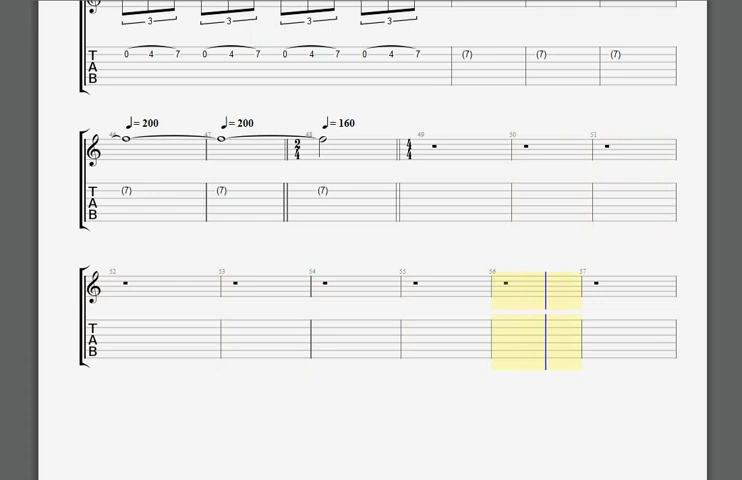 3 3 3 3
T A B 0 4 7 0 4 7 0 4 7 0 4 7 (7) (7) (7)
♩= 200 ♩= 200 ♩= 160
46 47 48 2/4 4/4 49 50 51
T A B (7) (7) (7)
52 53 54 55 56 57
T A B